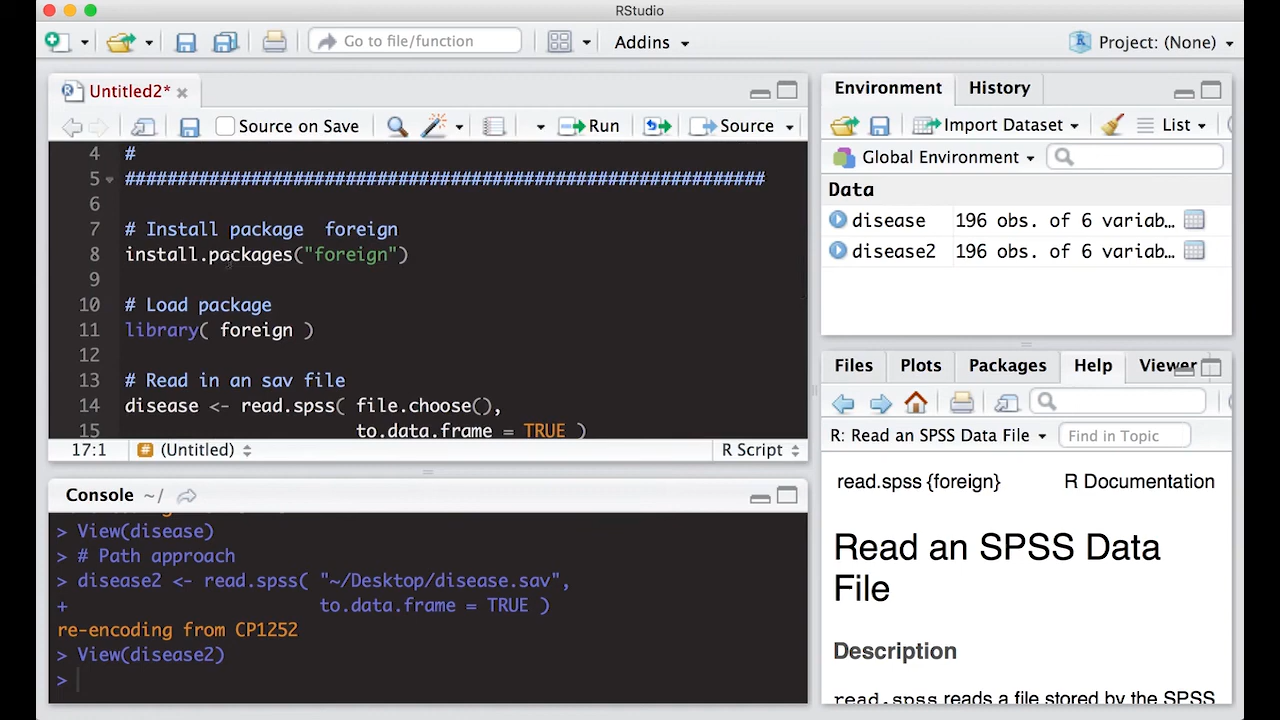 RStudio
Go to file/function
Addins
Project: (None)
Untitled2*
Source on Save
Run
Source
4 #
5 #############################################################
6
7 # Install package  foreign
8 install.packages("foreign")
9
10 # Load package
11 library( foreign )
12
13 # Read in an sav file
14 disease <- read.spss( file.choose(),
15 to.data.frame = TRUE )
17:1
(Untitled)
R Script
Console ~/
> View(disease)
> # Path approach
> disease2 <- read.spss( "~/Desktop/disease.sav",
+ to.data.frame = TRUE )
re-encoding from CP1252
> View(disease2)
>
Environment
History
Import Dataset
List
Global Environment
Data
disease 196 obs. of 6 variab…
disease2 196 obs. of 6 variab…
Files
Plots
Packages
Help
Viewer
R: Read an SPSS Data File
Find in Topic
read.spss {foreign}
R Documentation
Read an SPSS Data
File
Description
read.spss reads a file stored by the SPSS